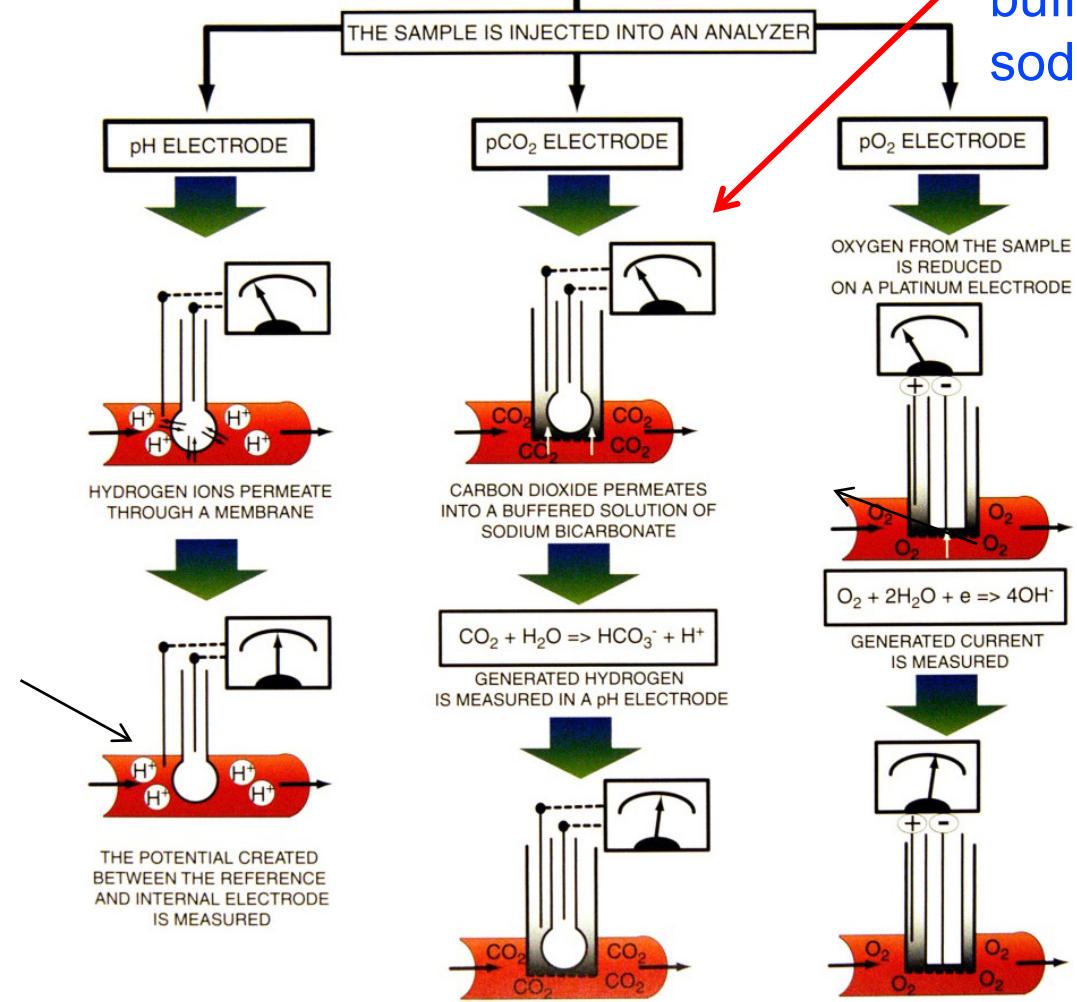 buff
sod
THE SAMPLE IS INJECTED INTO AN ANALYZER
pH ELECTRODE
pCO₂ ELECTRODE
pO₂ ELECTRODE
OXYGEN FROM THE SAMPLE
IS REDUCED
ON A PLATINUM ELECTRODE
+ -
H⁺ H⁺
H⁺ H⁺
CO₂ CO₂
CO₂ CO₂
O₂ O₂
O₂ O₂
HYDROGEN IONS PERMEATE
THROUGH A MEMBRANE
CARBON DIOXIDE PERMEATES
INTO A BUFFERED SOLUTION OF
SODIUM BICARBONATE
O₂ + 2H₂O + e => 4OH⁻
GENERATED CURRENT
IS MEASURED
CO₂ + H₂O => HCO₃⁻ + H⁺
GENERATED HYDROGEN
IS MEASURED IN A pH ELECTRODE
H⁺ H⁺
H⁺ H⁺
+ -
THE POTENTIAL CREATED
BETWEEN THE REFERENCE
AND INTERNAL ELECTRODE
IS MEASURED
CO₂ CO₂
CO₂ CO₂
O₂ O₂
O₂ O₂